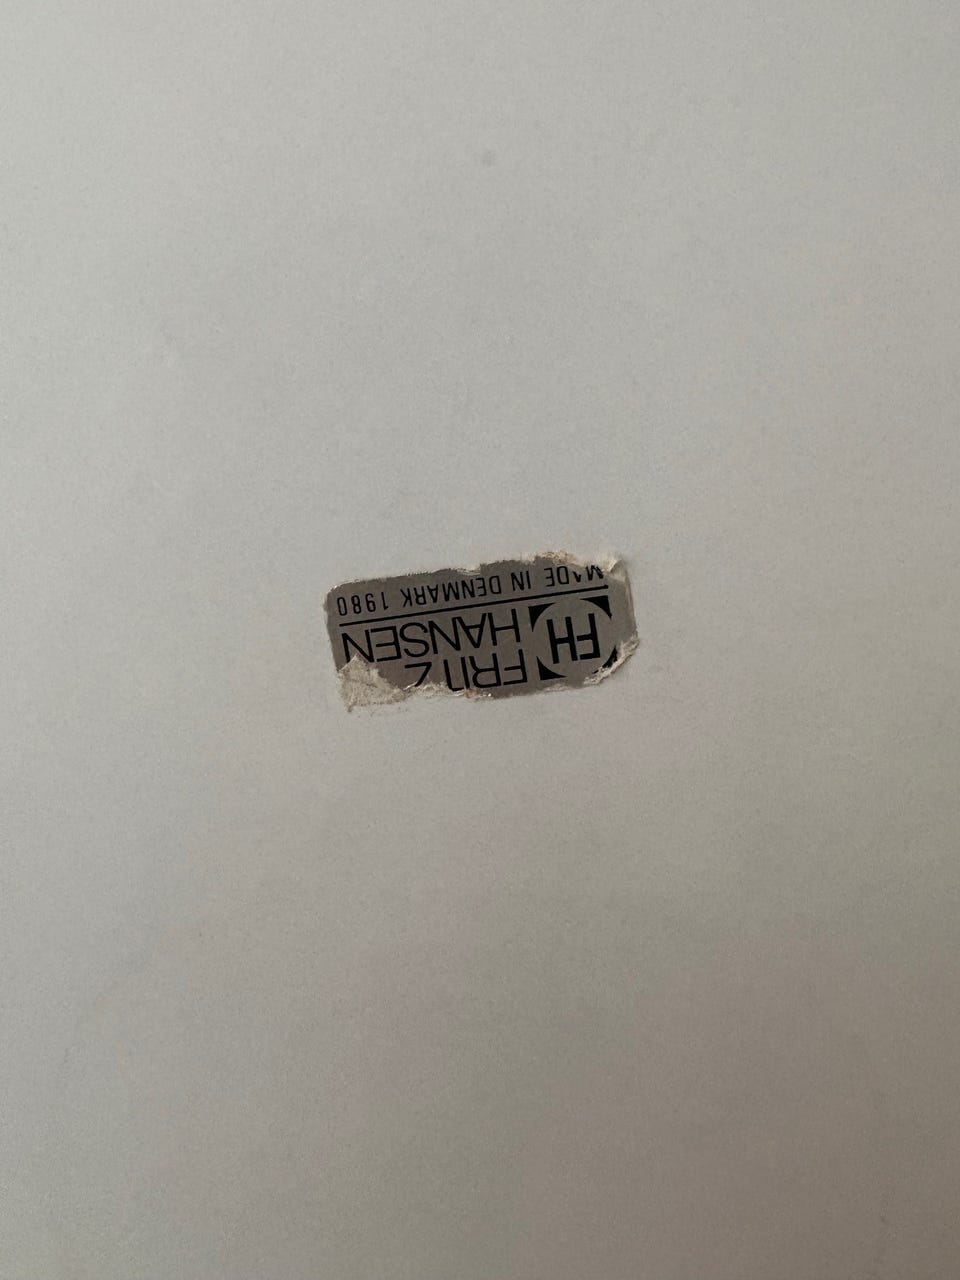 FH
FRITZ
HANSEN
MADE IN DENMARK 1980